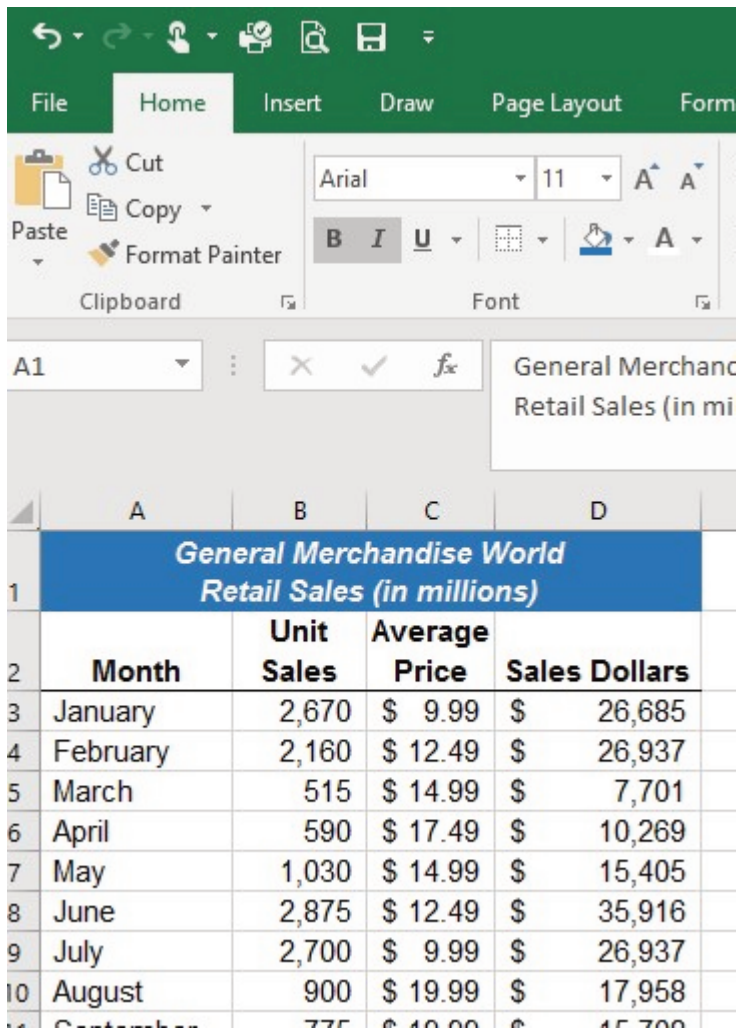 File Home Insert Draw Page Layout Form
Cut
Copy
Paste
Format Painter
Clipboard
Arial 11 A A
B I U A
Font
A1 fx General Merchand
Retail Sales (in mi
A B C D
1 General Merchandise World
Retail Sales (in millions)
Unit Average
2 Month Sales Price Sales Dollars
3 January 2,670 $ 9.99 $ 26,685
4 February 2,160 $ 12.49 $ 26,937
5 March 515 $ 14.99 $ 7,701
6 April 590 $ 17.49 $ 10,269
7 May 1,030 $ 14.99 $ 15,405
8 June 2,875 $ 12.49 $ 35,916
9 July 2,700 $ 9.99 $ 26,937
10 August 900 $ 19.99 $ 17,958